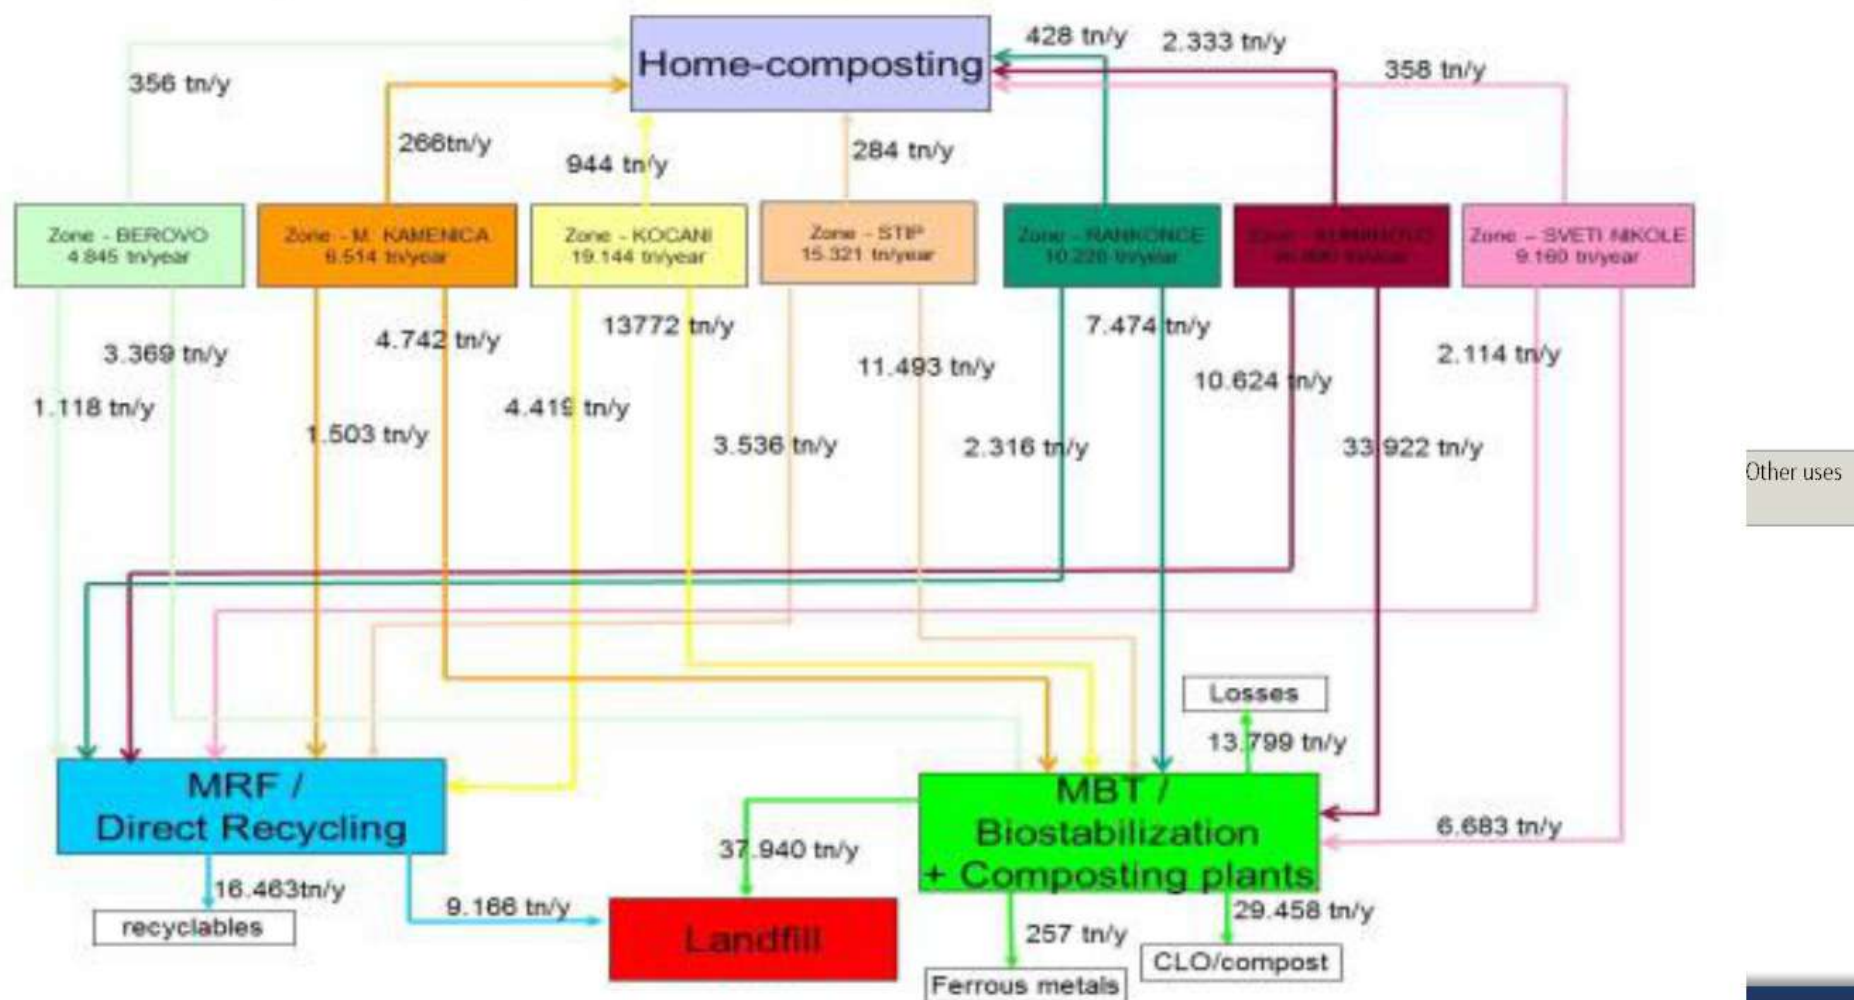 428 tn/y
2.333 tn/y
Home-composting
358 tn/y
356 tn/y
266tn/y
944 tn/y
284 tn/y
Zone - BEROVO
4.845 tn/year
Zone - M. KAMENICA
6.514 tn/year
Zone - KOCANI
19.144 tn/year
Zone - STIP
15.321 tn/year
Zone - RANKONCE
tn/year
Zone - SVETI NIKOLE
9.160 tn/year
13772 tn/y
7.474 tn/y
4.742 tn/y
3.369 tn/y
2.114 tn/y
11.493 tn/y
10.624 tn/y
1.118 tn/y
4.419 tn/y
1.503 tn/y
3.536 tn/y
2.316 tn/y
33.922 tn/y
Other uses
Losses
13.799 tn/y
MRF /
Direct Recycling
MBT /
Biostabilization
+ Composting plants
6.683 tn/y
37.940 tn/y
16.463tn/y
9.166 tn/y
29.458 tn/y
recyclables
Landfill
257 tn/y
CLO/compost
Ferrous metals